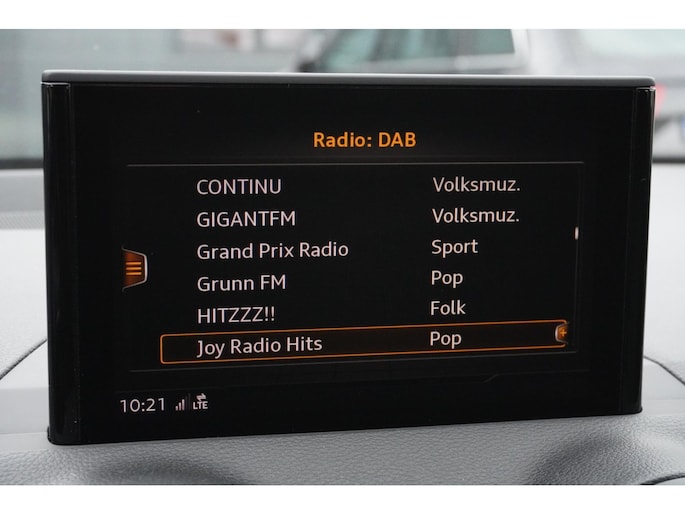 Radio: DAB
CONTINU Volksmuz.
GIGANTFM Volksmuz.
Grand Prix Radio Sport
Grunn FM Pop
HITZZZ!! Folk
Joy Radio Hits Pop
10:21 LTE